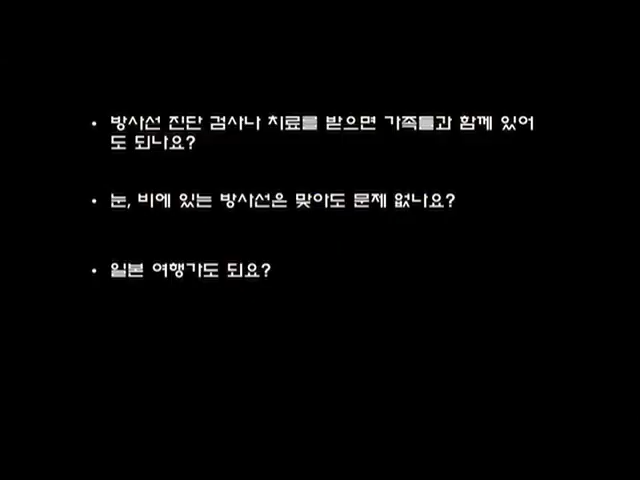 • 방사선 진단 검사나 치료를 받으면 가족들과 함께 있어
도 되나요?
• 눈, 비에 있는 방사선은 맞아도 문제 없나요?
• 일본 여행가도 되요?